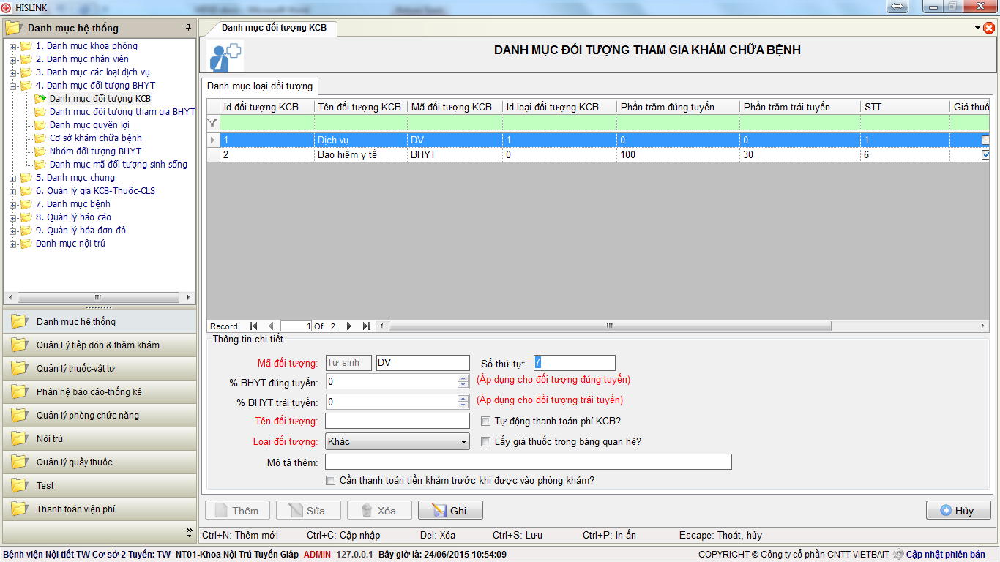 HISLINK
Danh mục hệ thống
1. Danh mục khoa phòng
2. Danh mục nhân viên
3. Danh mục các loại dịch vụ
4. Danh mục đối tượng BHYT
Danh mục đối tượng KCB
Danh mục đối tượng tham gia BHYT
Danh mục quyền lợi
Cơ sở khám chữa bệnh
Nhóm đối tượng BHYT
Danh mục mã đối tượng sinh sống
5. Danh mục chung
6. Quản lý giá KCB-Thuốc-CLS
7. Danh mục bệnh
8. Quản lý báo cáo
9. Quản lý hóa đơn đỏ
Danh mục nội trú
Danh mục hệ thống
Quản Lý tiếp đón & thăm khám
Quản lý thuốc-vật tư
Phân hệ báo cáo-thống kê
Quản lý phòng chức năng
Nội trú
Quản lý quầy thuốc
Test
Thanh toán viện phí
Danh mục đối tượng KCB
DANH MỤC ĐỐI TƯỢNG THAM GIA KHÁM CHỮA BỆNH
Danh mục loại đối tượng
Id đối tượng KCB Tên đối tượng KCB Mã đối tượng KCB Id loại đối tượng KCB Phần trăm đúng tuyến Phần trăm trái tuyến STT Giá thuố
1 Dịch vụ DV 1 0 0 1
2 Bảo hiểm y tế BHYT 0 100 30 6
Record: 1 Of 2
Thông tin chi tiết
Mã đối tượng: Tự sinh DV Số thứ tự: 7
% BHYT đúng tuyến: 0 (Áp dụng cho đối tượng đúng tuyến)
% BHYT trái tuyến: 0 (Áp dụng cho đối tượng trái tuyến)
Tên đối tượng: Tự động thanh toán phí KCB?
Loại đối tượng: Khác Lấy giá thuốc trong bảng quan hệ?
Mô tả thêm:
Cần thanh toán tiền khám trước khi được vào phòng khám?
Thêm Sửa Xóa Ghi Hủy
Ctrl+N: Thêm mới Ctrl+C: Cập nhập Del: Xóa Ctrl+S: Lưu Ctrl+P: In ấn Escape: Thoát, hủy
Bệnh viện Nội tiết TW Cơ sở 2 Tuyến: TW NT01-Khoa Nội Trú Tuyến Giáp ADMIN 127.0.0.1 Bây giờ là: 24/06/2015 10:54:09 COPYRIGHT © Công ty cổ phần CNTT VIETBAIT Cập nhật phiên bản